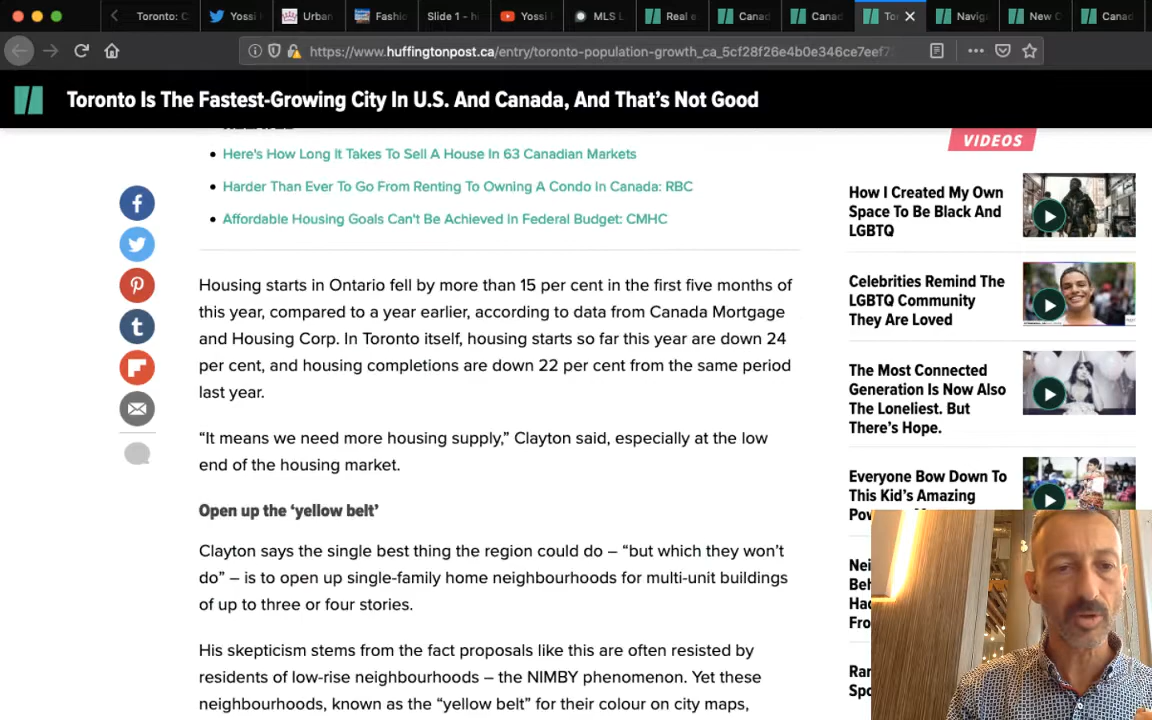 Toronto: C
Yossi
Urban
Fashio
Slide 1 - h
Yossi
MLS L
Real e
Canad
Canad
Tor
Navig
New C
Canad
https://www.huffingtonpost.ca/entry/toronto-population-growth_ca_5cf28f26e4b0e346ce7eef7
Toronto Is The Fastest-Growing City In U.S. And Canada, And That's Not Good
Here's How Long It Takes To Sell A House In 63 Canadian Markets
Harder Than Ever To Go From Renting To Owning A Condo In Canada: RBC
Affordable Housing Goals Can't Be Achieved In Federal Budget: CMHC
Housing starts in Ontario fell by more than 15 per cent in the first five months of
this year, compared to a year earlier, according to data from Canada Mortgage
and Housing Corp. In Toronto itself, housing starts so far this year are down 24
per cent, and housing completions are down 22 per cent from the same period
last year.
“It means we need more housing supply,” Clayton said, especially at the low
end of the housing market.
Open up the ‘yellow belt’
Clayton says the single best thing the region could do – “but which they won’t
do” – is to open up single-family home neighbourhoods for multi-unit buildings
of up to three or four stories.
His skepticism stems from the fact proposals like this are often resisted by
residents of low-rise neighbourhoods – the NIMBY phenomenon. Yet these
neighbourhoods, known as the “yellow belt” for their colour on city maps,
VIDEOS
How I Created My Own
Space To Be Black And
LGBTQ
Celebrities Remind The
LGBTQ Community
They Are Loved
The Most Connected
Generation Is Now Also
The Loneliest. But
There's Hope.
Everyone Bow Down To
This Kid's Amazing